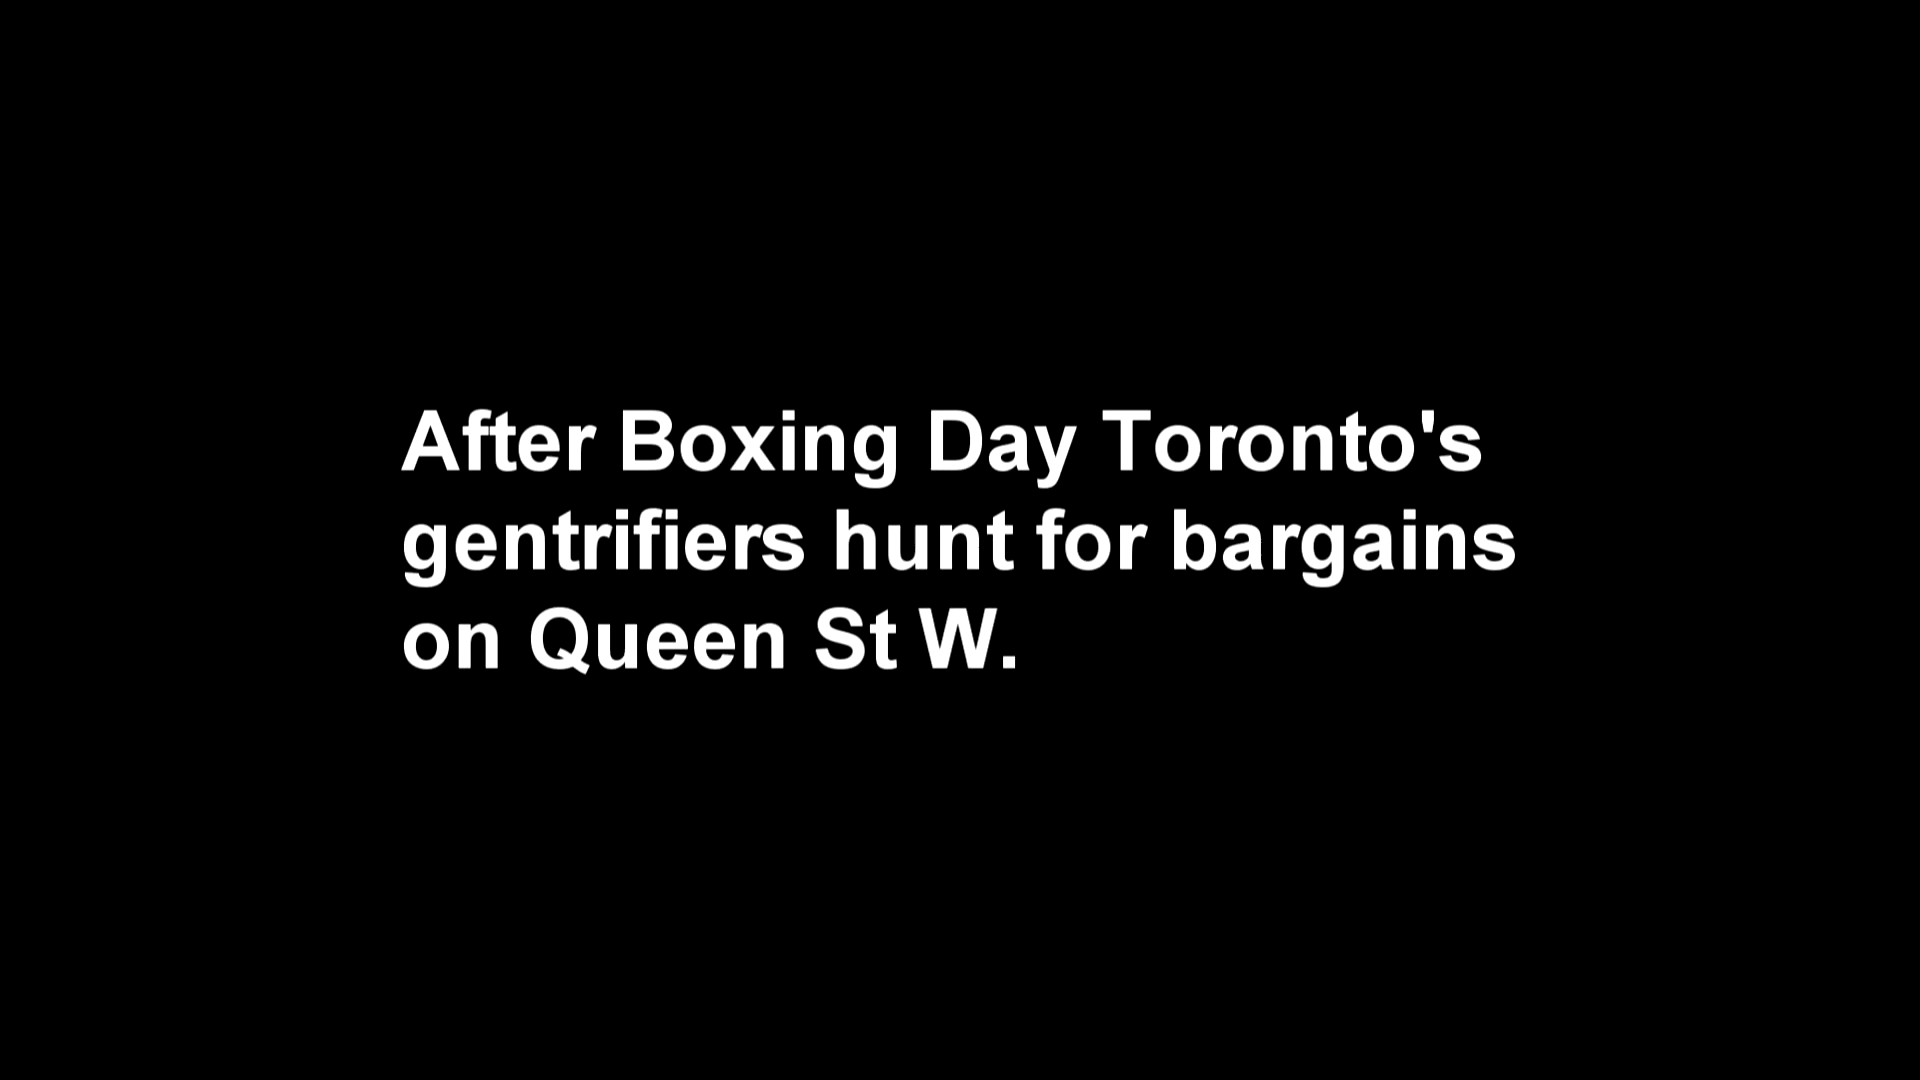 After Boxing Day Toronto's
gentrifiers hunt for bargains
on Queen St W.